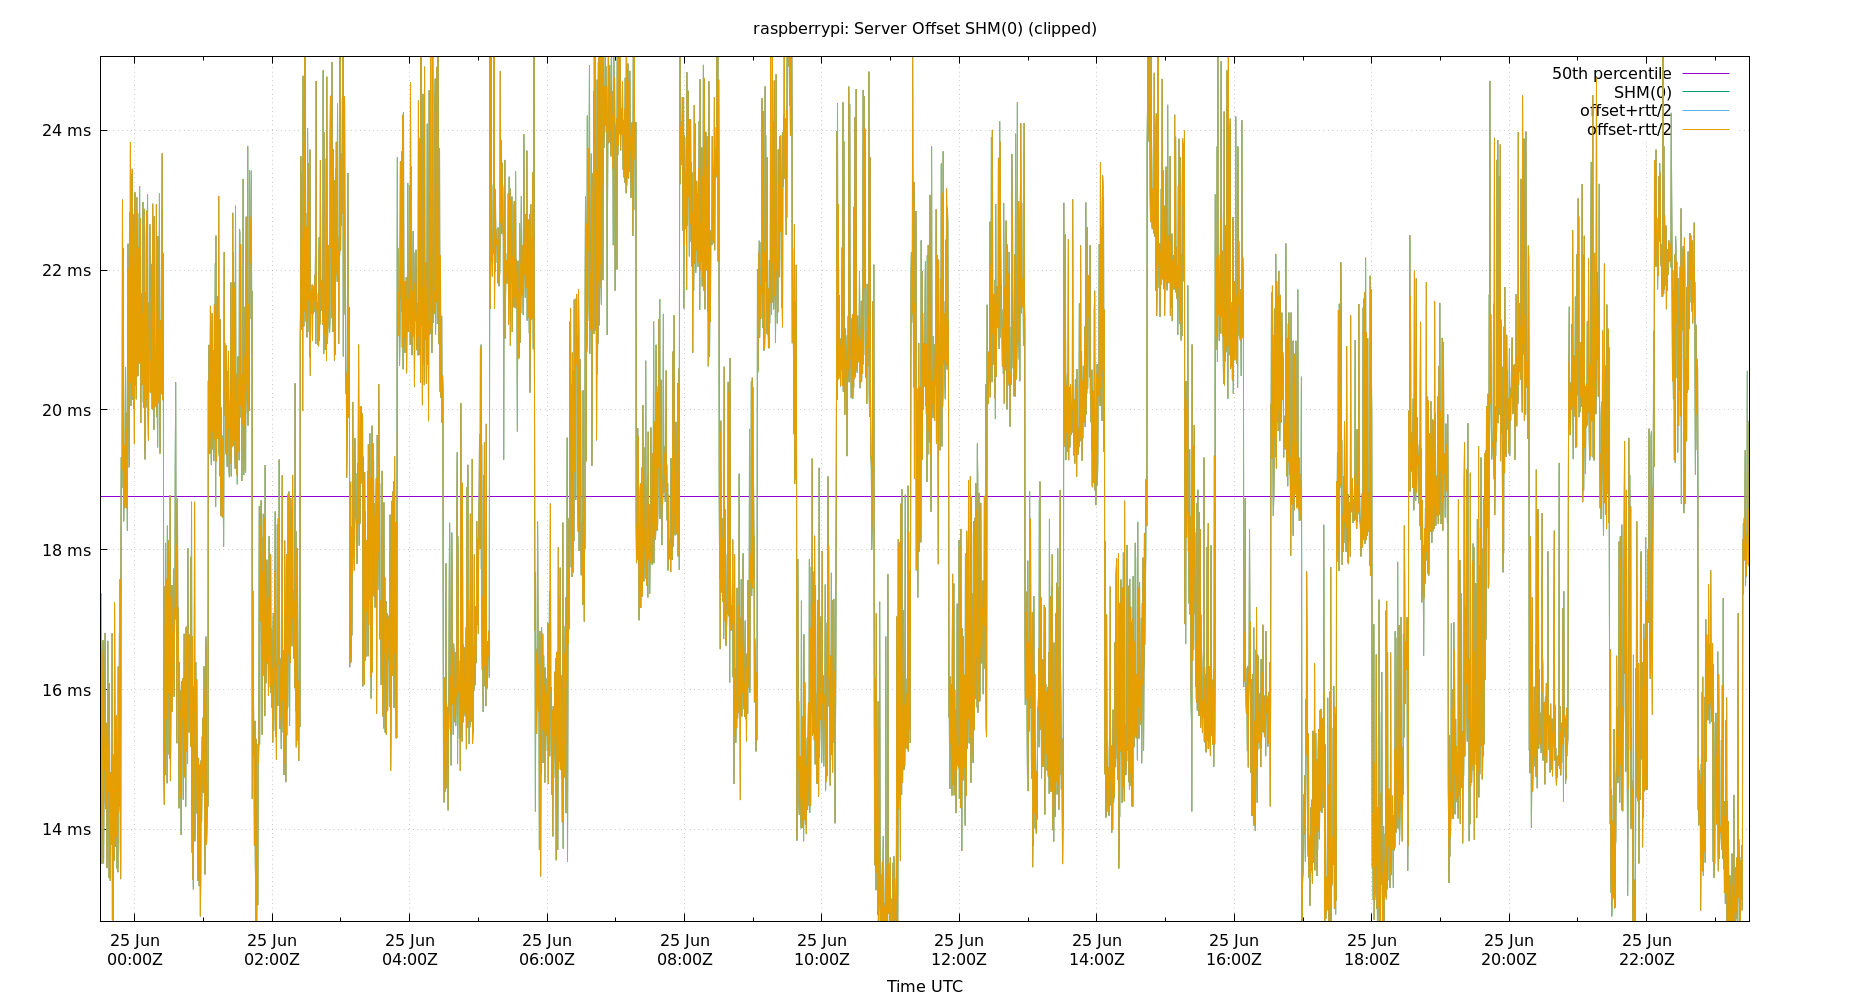 raspberrypi: Server Offset SHM(0) (clipped)
50th percentile
SHM(0)
offset+rtt/2
offset-rtt/2
24 ms
22 ms
20 ms
18 ms
16 ms
14 ms
25 Jun 25 Jun 25 Jun 25 Jun 25 Jun 25 Jun 25 Jun 25 Jun 25 Jun 25 Jun 25 Jun 25 Jun
00:00Z 02:00Z 04:00Z 06:00Z 08:00Z 10:00Z 12:00Z 14:00Z 16:00Z 18:00Z 20:00Z 22:00Z
Time UTC